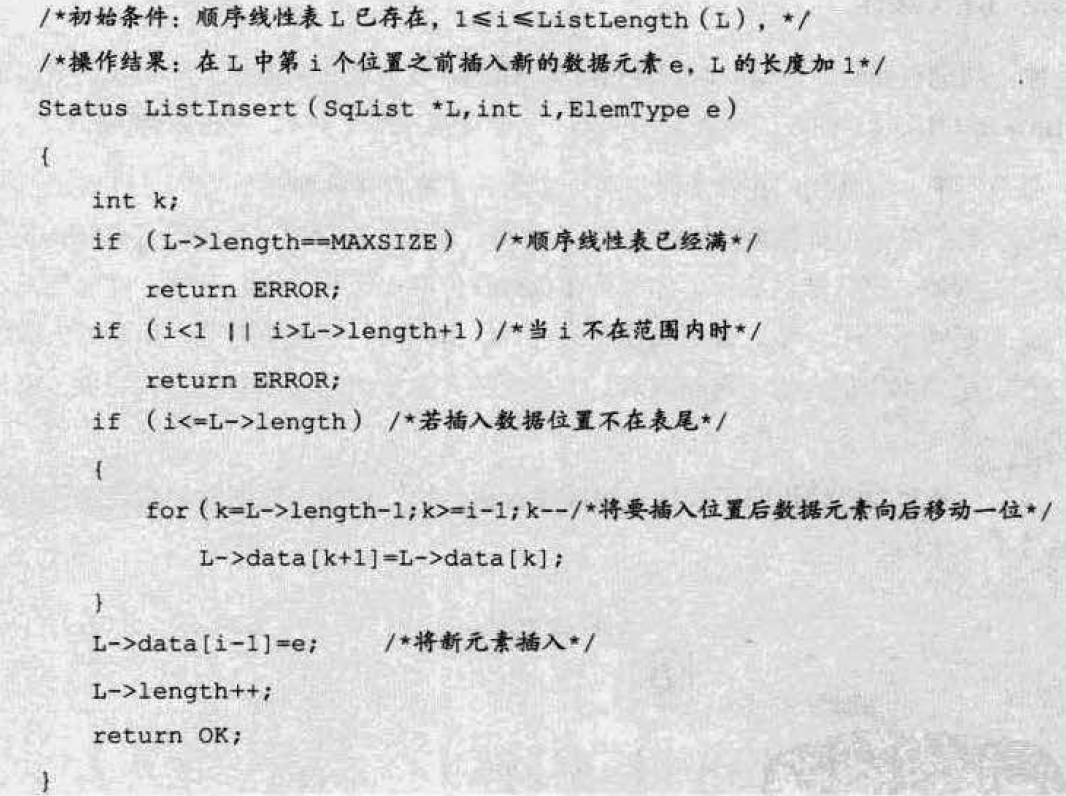 /*初始条件：顺序线性表 L 已存在，1≤i≤ListLength(L)，*/
/*操作结果：在 L 中第 i 个位置之前插入新的数据元素 e，L 的长度加 1*/
Status ListInsert(SqList *L,int i,ElemType e)
{
int k;
if (L->length==MAXSIZE) /*顺序线性表已经满*/
return ERROR;
if (i<1 || i>L->length+1)/*当 i 不在范围内时*/
return ERROR;
if (i<=L->length) /*若插入数据位置不在表尾*/
{
for(k=L->length-1;k>=i-1;k--/*将要插入位置后数据元素向后移动一位*/
L->data[k+1]=L->data[k];
}
L->data[i-1]=e; /*将新元素插入*/
L->length++;
return OK;
}